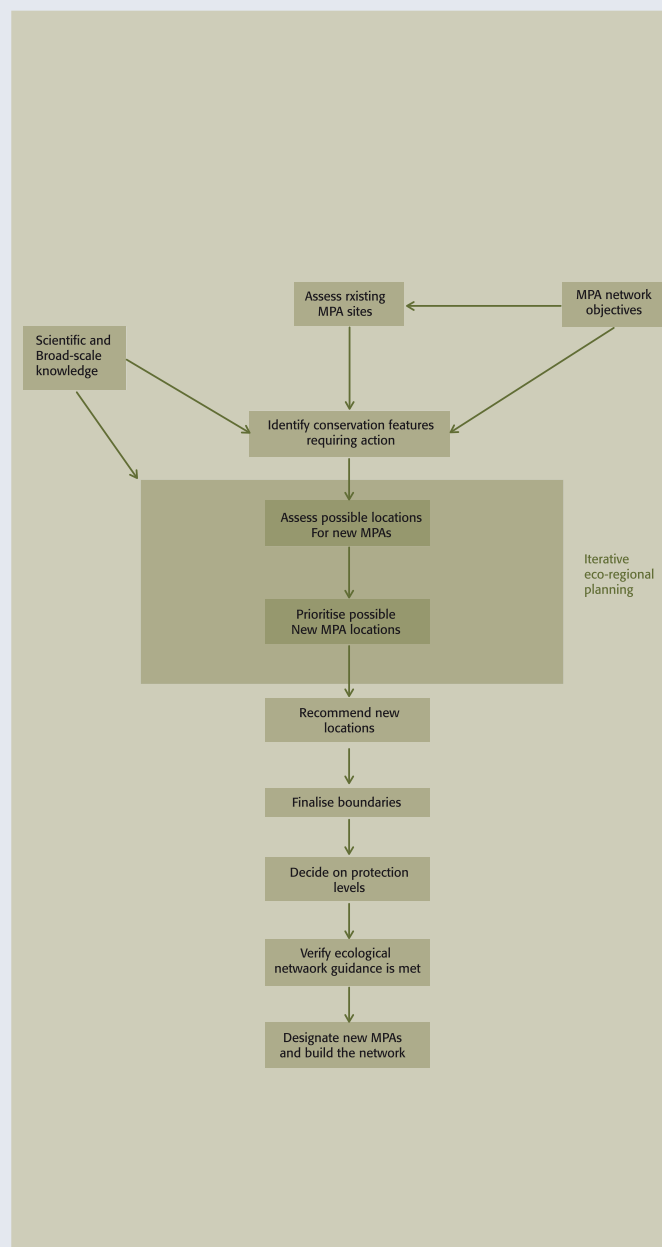 Assess rxisting
MPA sites
MPA network
objectives
Scientific and
Broad-scale
knowledge
Identify conservation features
requiring action
Assess possible locations
For new MPAs
Iterative
eco-regional
planning
Prioritise possible
New MPA locations
Recommend new
locations
Finalise boundaries
Decide on protection
levels
Verify ecological
netwaork guidance is met
Designate new MPAs
and build the network